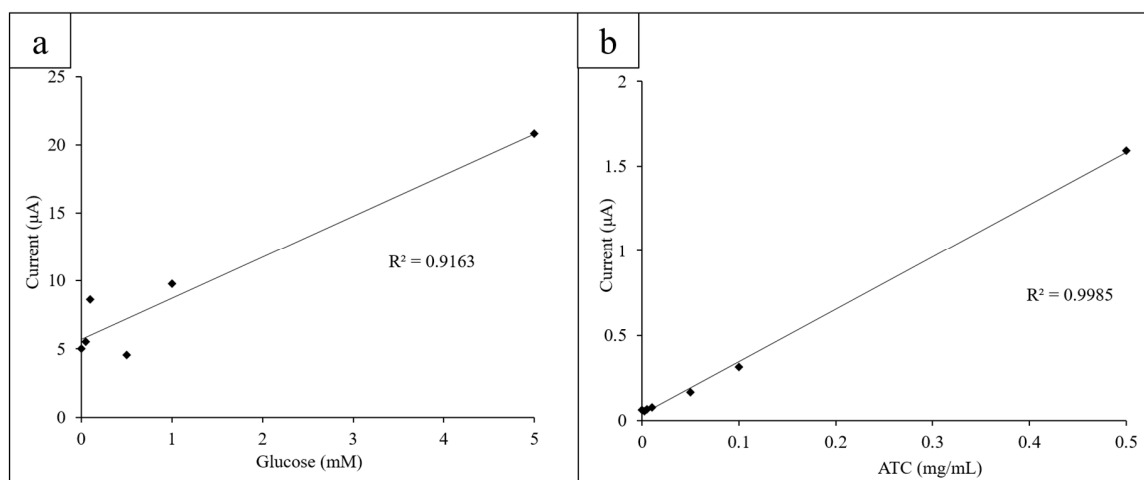 a
25
20
15
10
5
0
Current (µA)
R² = 0.9163
0 1 2 3 4 5
Glucose (mM)
b
2
1.5
1
0.5
0
Current (µA)
R² = 0.9985
0 0.1 0.2 0.3 0.4 0.5
ATC (mg/mL)